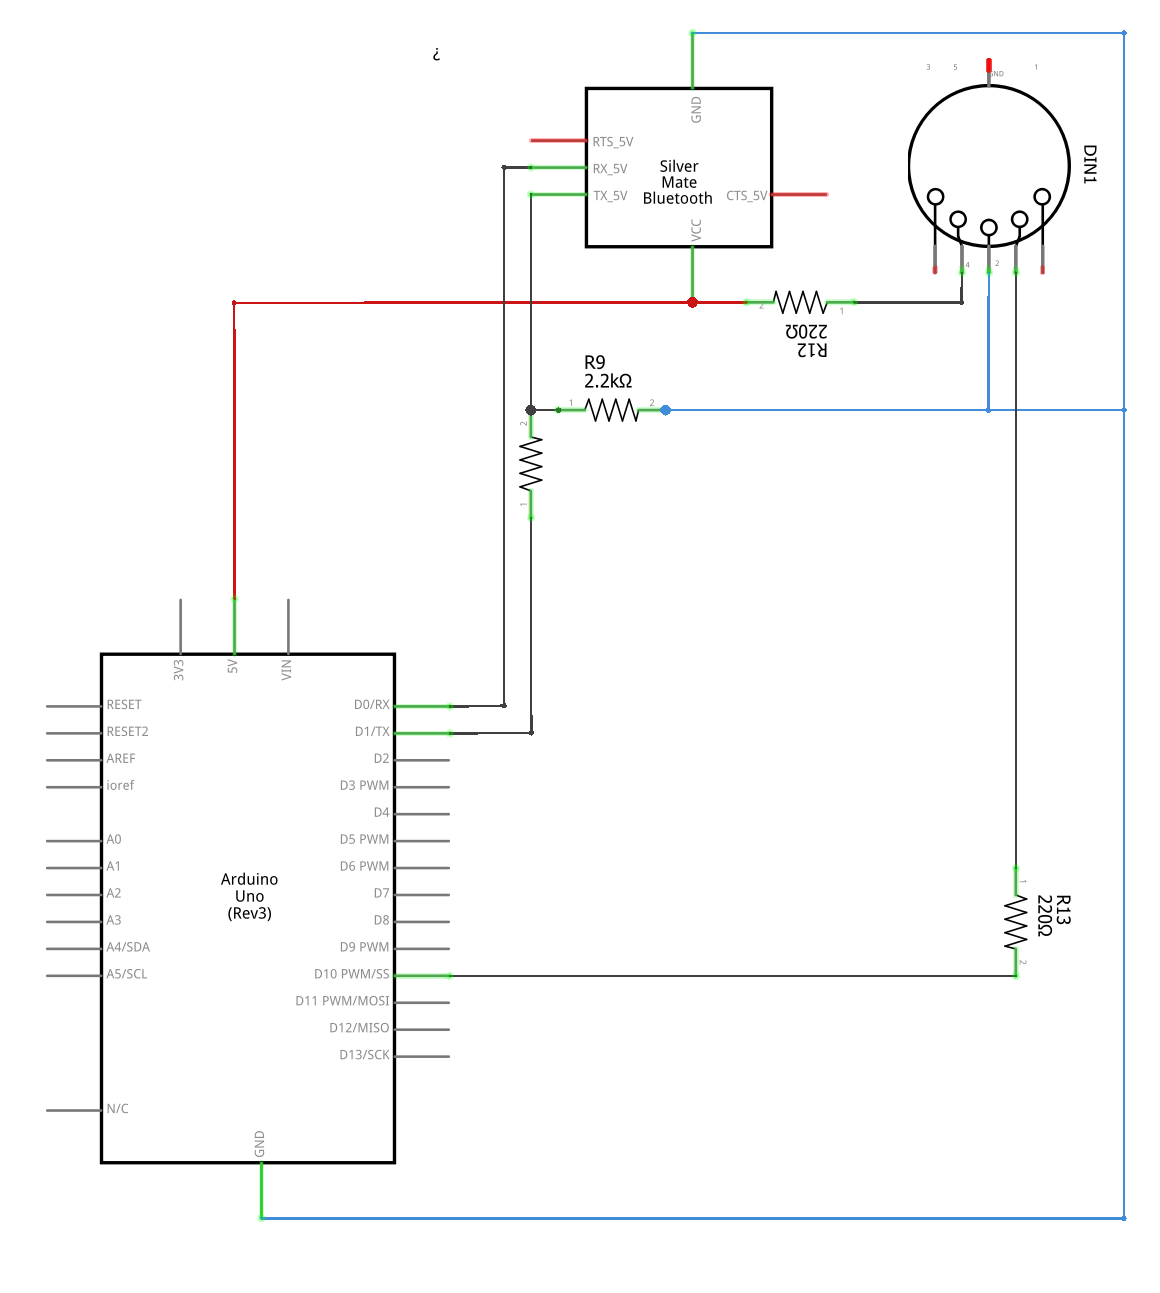 ¿
3 5 1
GND
DIN1
GND
RTS_5V
RX_5V
TX_5V
Silver
Mate
Bluetooth
CTS_5V
VCC
4
2
2
1
220Ω
R12
R9
2.2kΩ
1
2
2
1
3V3
5V
VIN
RESET
RESET2
AREF
ioref
A0
A1
A2
A3
A4/SDA
A5/SCL
N/C
D0/RX
D1/TX
D2
D3 PWM
D4
D5 PWM
D6 PWM
D7
D8
D9 PWM
D10 PWM/SS
D11 PWM/MOSI
D12/MISO
D13/SCK
Arduino
Uno
(Rev3)
GND
1
R13
220Ω
2